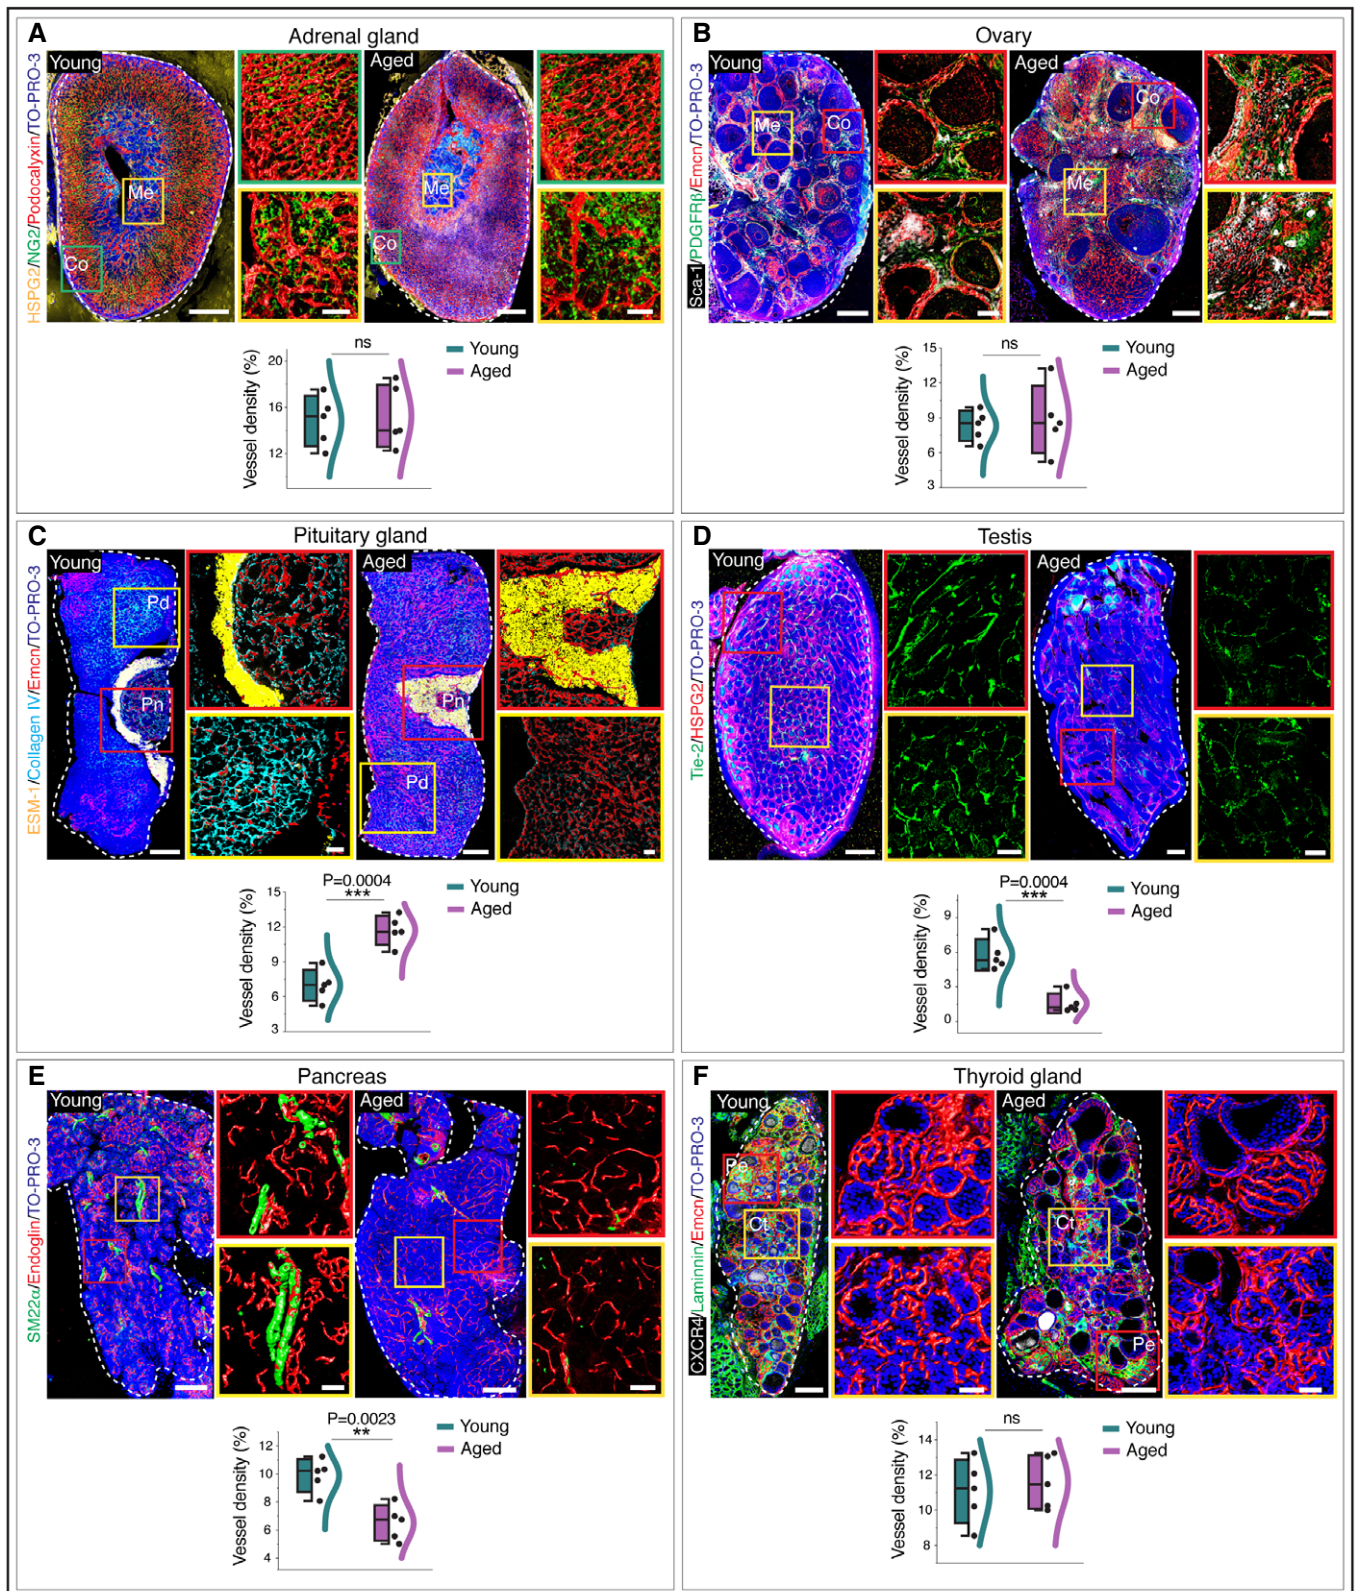 A
Adrenal gland
HSPG2/NG2/Podocalyxin/TO-PRO-3
Young
Me
Co
Aged
Me
Co
Vessel density (%)
20
16
12
ns
Young
Aged
B
Ovary
Sca-1/PDGFRβ/Emcn/TO-PRO-3
Young
Me
Co
Aged
Co
Me
Vessel density (%)
15
12
9
6
3
ns
Young
Aged
C
Pituitary gland
ESM-1/Collagen IV/Emcn/TO-PRO-3
Young
Pd
Pn
Aged
Pn
Pd
Vessel density (%)
15
12
9
6
3
P=0.0004
***
Young
Aged
D
Testis
Tie-2/HSPG2/TO-PRO-3
Young
Aged
Vessel density (%)
9
6
3
0
P=0.0004
***
Young
Aged
E
Pancreas
SM22α/Endoglin/TO-PRO-3
Young
Aged
Vessel density (%)
12
10
8
6
4
P=0.0023
**
Young
Aged
F
Thyroid gland
CXCR4/Laminnin/Emcn/TO-PRO-3
Young
Pe
Ct
Aged
Ct
Pe
Vessel density (%)
14
12
10
8
ns
Young
Aged